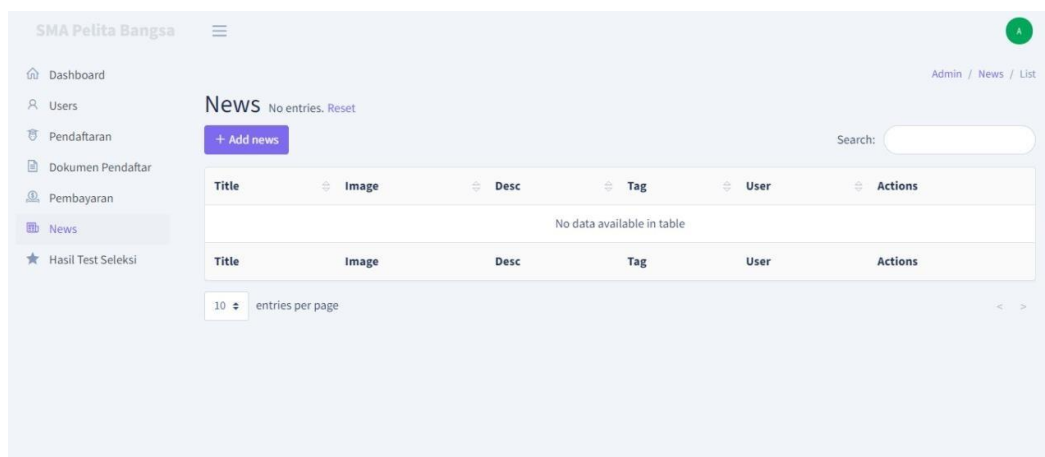 SMA Pelita Bangsa
A
Dashboard
Users
Pendaftaran
Dokumen Pendaftar
Pembayaran
News
Hasil Test Seleksi
Admin / News / List
News No entries. Reset
+ Add news
Search:
Title Image Desc Tag User Actions
No data available in table
Title Image Desc Tag User Actions
10 entries per page
< >